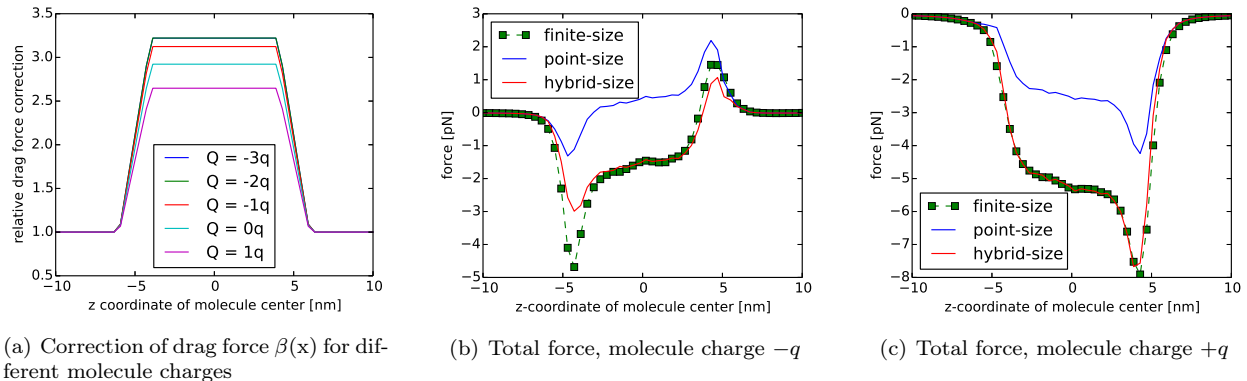 3.5
3.0
2.5
2.0
1.5
1.0
0.5
relative drag force correction
Q = -3q
Q = -2q
Q = -1q
Q = 0q
Q = 1q
−10
−5
0
5
10
z coordinate of molecule center [nm]
3
2
1
0
−1
−2
−3
−4
−5
force [pN]
finite-size
point-size
hybrid-size
−10
−5
0
5
10
z-coordinate of molecule center [nm]
0
−1
−2
−3
−4
−5
−6
−7
−8
force [pN]
finite-size
point-size
hybrid-size
−10
−5
0
5
10
z-coordinate of molecule center [nm]
(a) Correction of drag force β(x) for dif-
ferent molecule charges
(b) Total force, molecule charge −q
(c) Total force, molecule charge +q